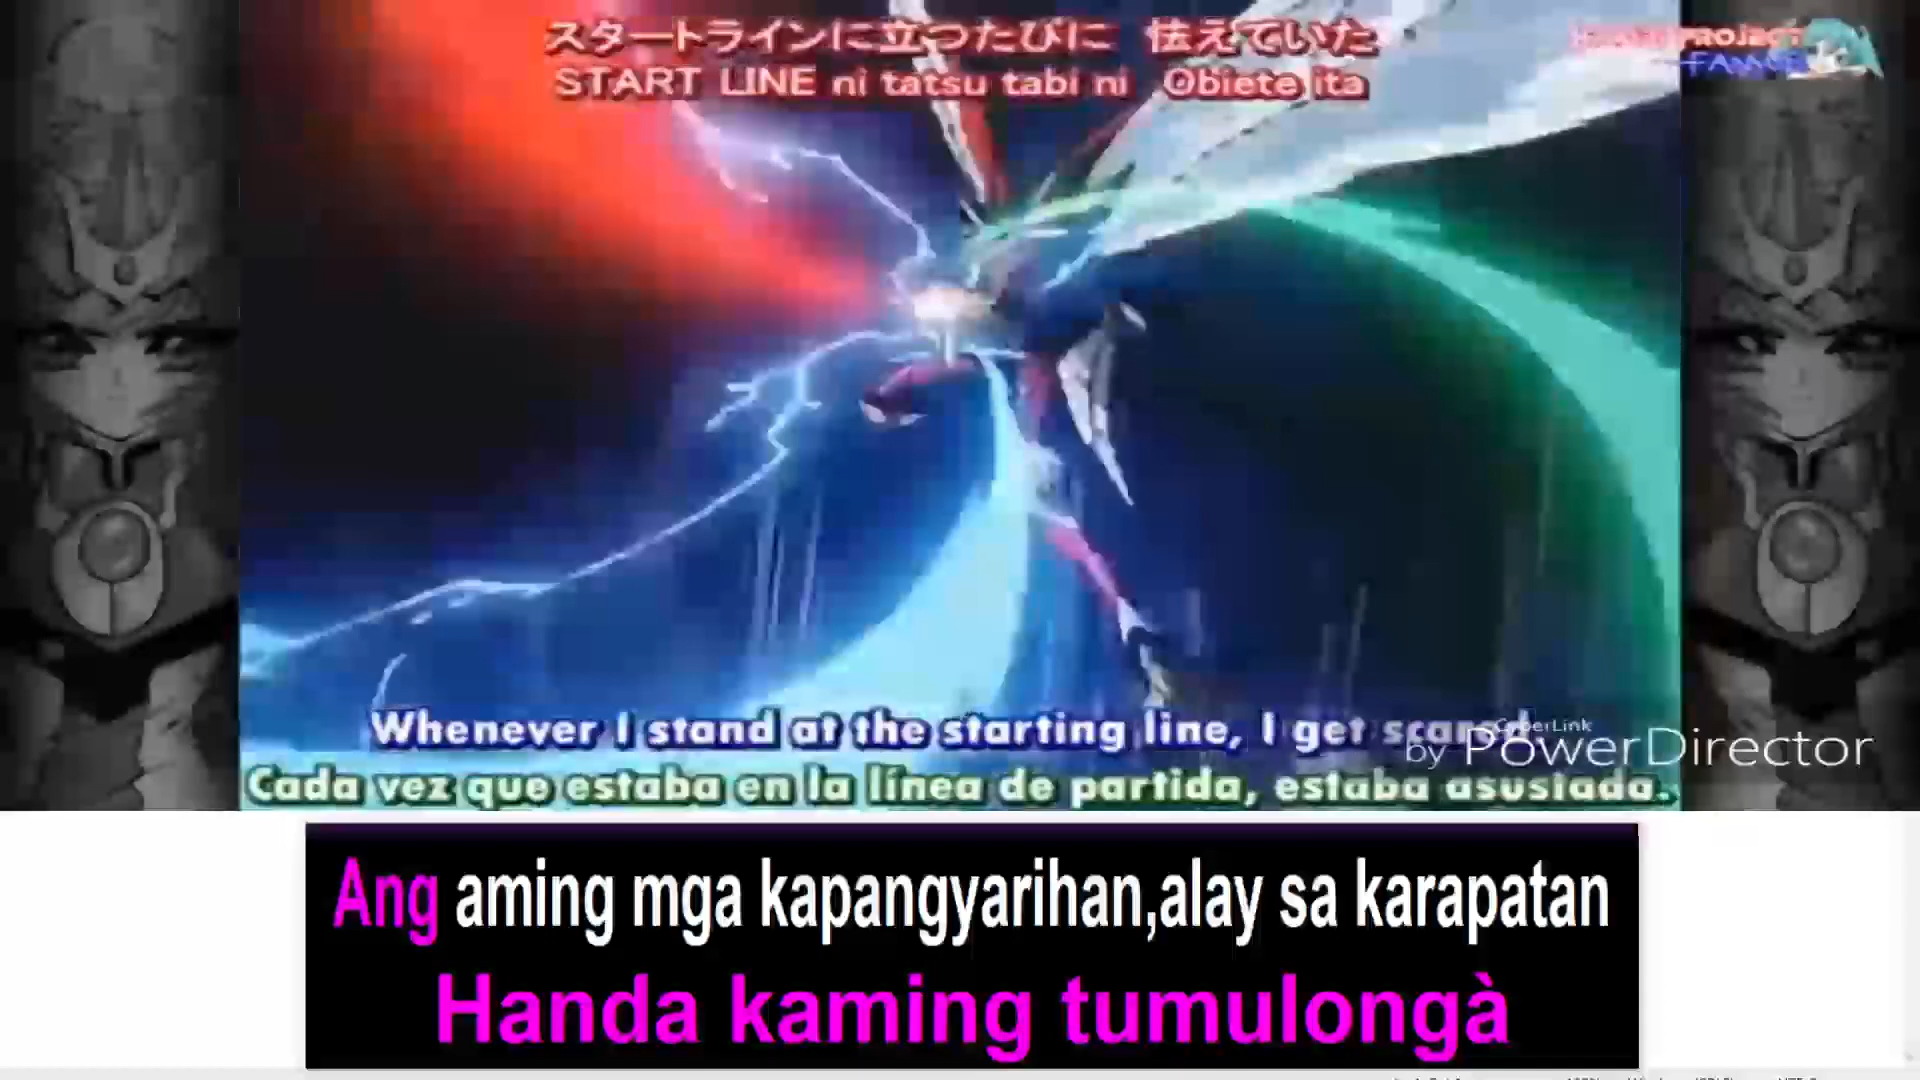 スタートラインに立つたびに 怯えていた
START LINE ni tatsu tabi ni Obiete ita
Whenever I stand at the starting line, I get scared.
CyberLink
by PowerDirector
Cada vez que estaba en la línea de partida, estaba asustada.
Ang aming mga kapangyarihan,alay sa karapatan
Handa kaming tumulongà